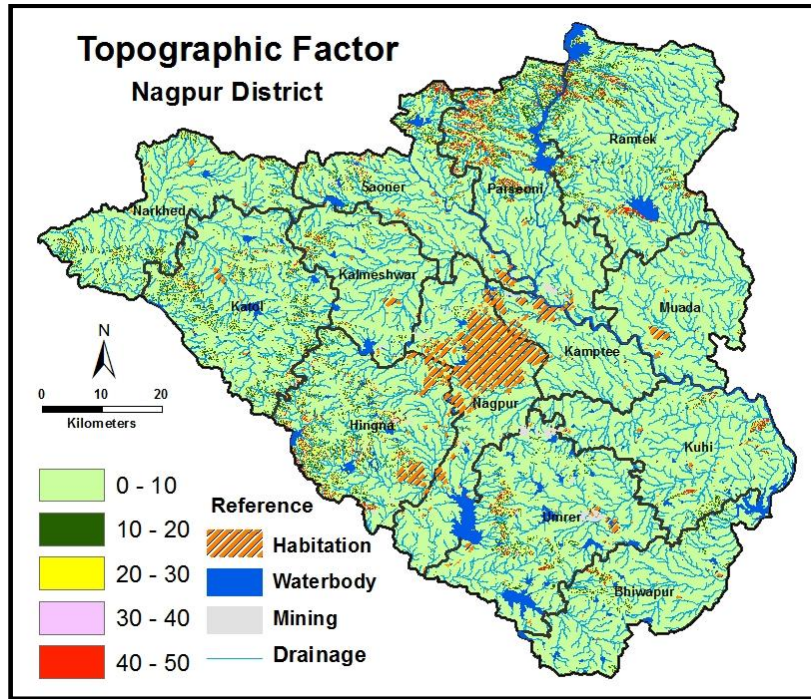 Topographic Factor
Nagpur District
Ramtek
Saoner
Parseoni
Narkhed
Kalmeshwar
Katol
Muada
Kamptee
Nagpur
Hingna
Kuhi
Umrer
Bhiwapur
N
0 10 20
Kilometers
0 - 10
10 - 20
20 - 30
30 - 40
40 - 50
Reference
Habitation
Waterbody
Mining
Drainage